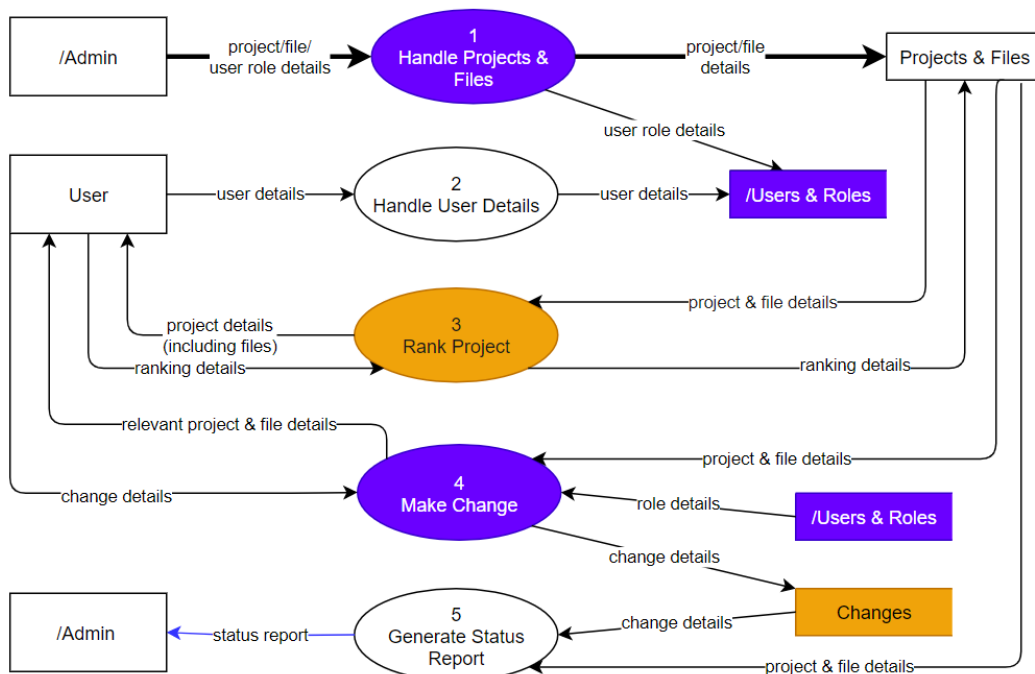 /Admin
project/file/
user role details
1
Handle Projects &
Files
project/file
details
Projects & Files
user role details
User
user details
2
Handle User Details
user details
/Users & Roles
project & file details
3
Rank Project
project details
(including files)
ranking details
ranking details
relevant project & file details
project & file details
4
Make Change
change details
role details
/Users & Roles
change details
Changes
/Admin
status report
5
Generate Status
Report
change details
project & file details